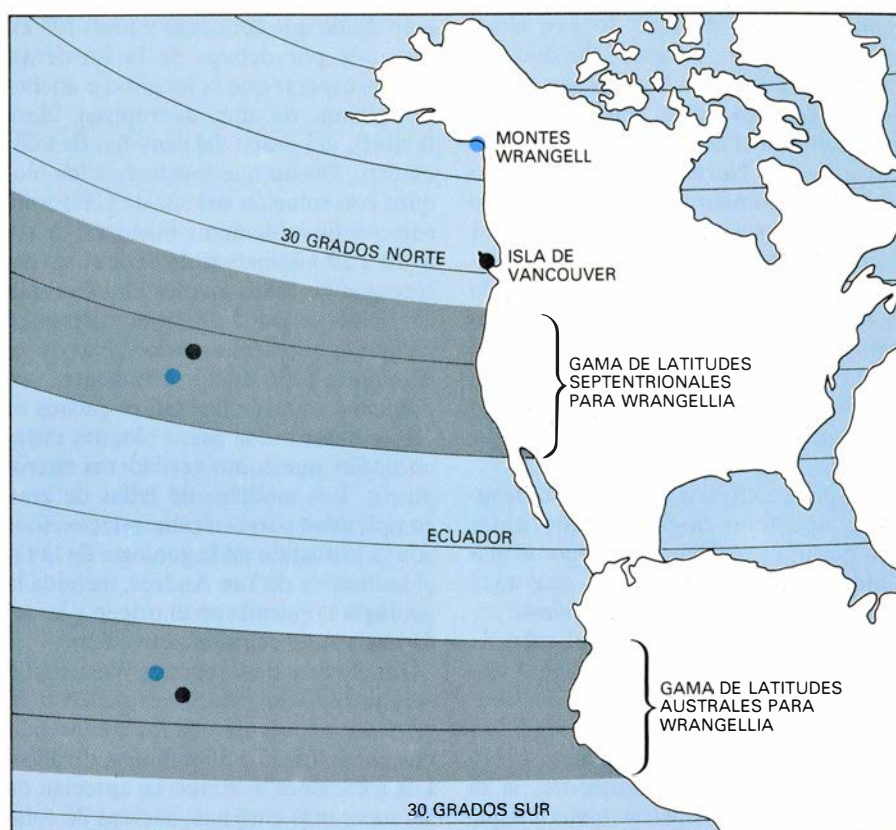 MONTES
WRANGELL
30 GRADOS NORTE
ISLA DE
VANCOUVER
GAMA DE LATITUDES
SEPTENTRIONALES
PARA WRANGELLIA
ECUADOR
GAMA DE LATITUDES
AUSTRALES PARA
WRANGELLIA
30 GRADOS SUR